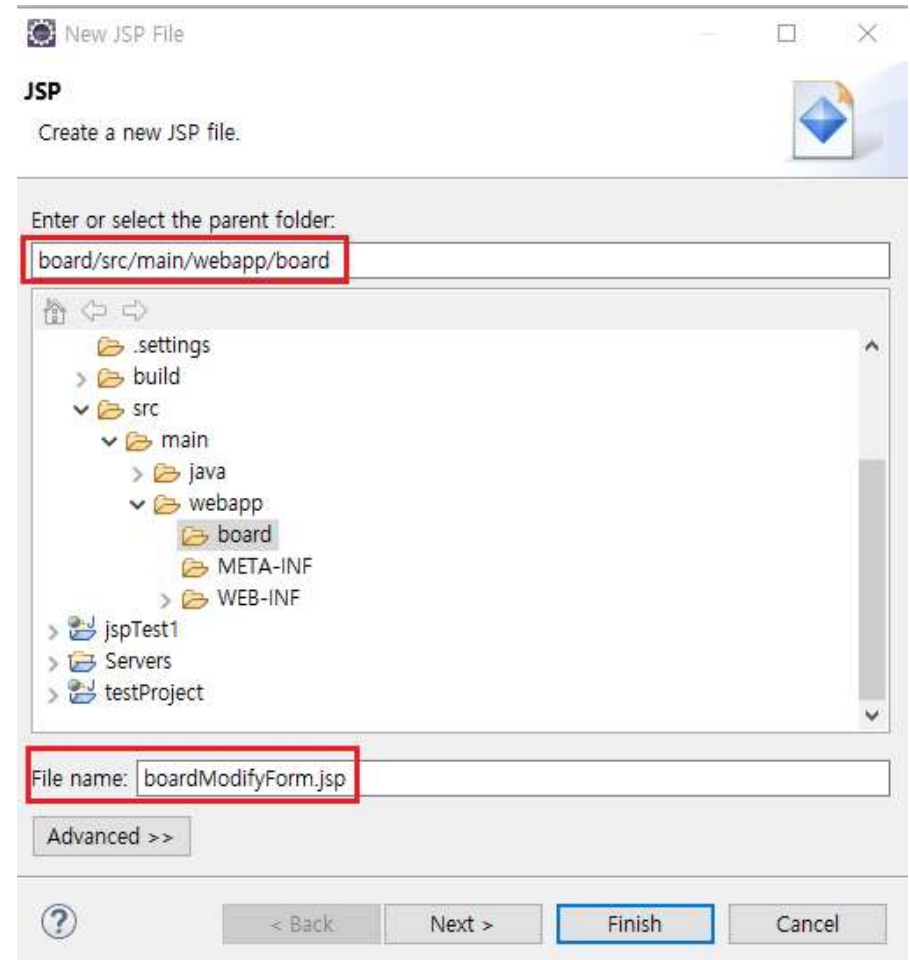 New JSP File
JSP
Create a new JSP file.
Enter or select the parent folder:
board/src/main/webapp/board
.settings
build
src
main
java
webapp
board
META-INF
WEB-INF
jspTest1
Servers
testProject
File name: boardModifyForm.jsp
Advanced >>
? < Back Next > Finish Cancel